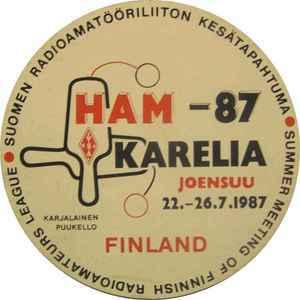 SUOMEN RADIOAMATÖÖRILIITON KESÄTAPAHTUMA
HAM -87
KARELIA
JOENSUU
22.-26.7.1987
KARJALAINEN
PUUKELLO
FINLAND
SUMMER MEETING OF FINNISH RADIOAMATEURS LEAGUE